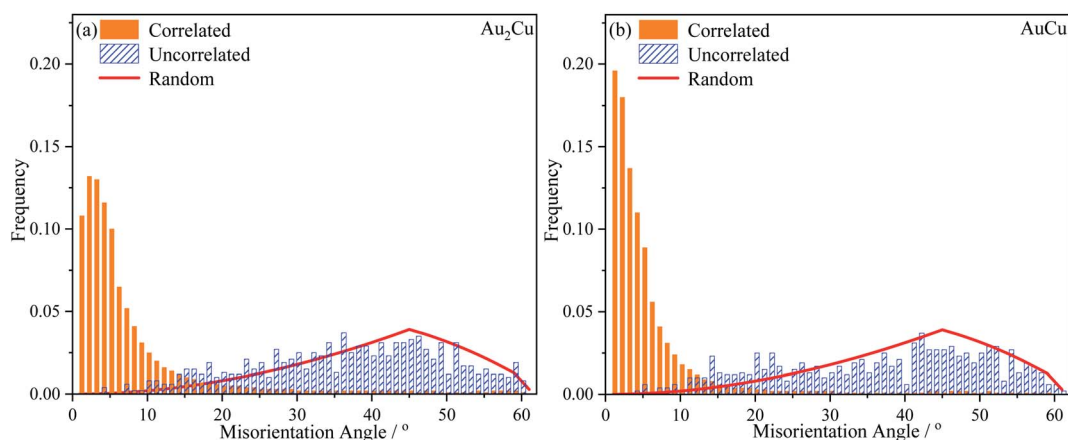 (a)
Au₂Cu
Correlated
Uncorrelated
Random
0.20
0.15
0.10
0.05
0.00
Frequency
0
10
20
30
40
50
60
Misorientation Angle / º
(b)
AuCu
Correlated
Uncorrelated
Random
0.20
0.15
0.10
0.05
0.00
Frequency
0
10
20
30
40
50
60
Misorientation Angle / º